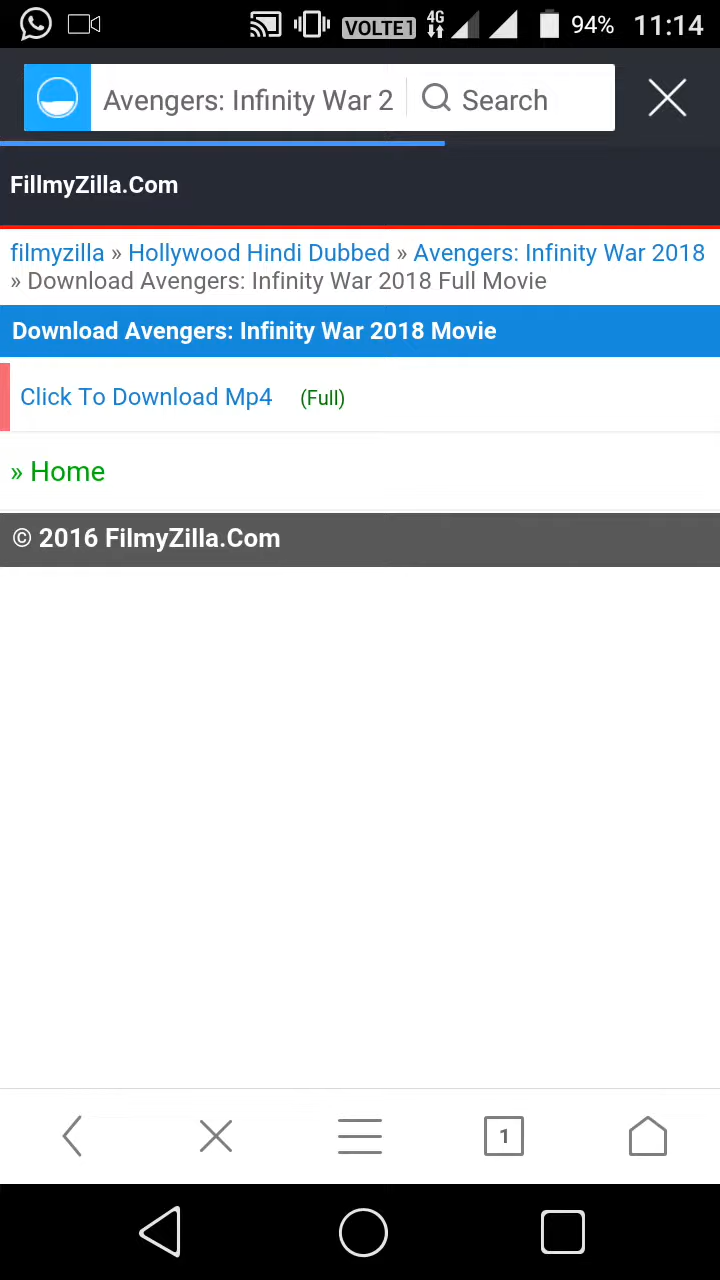 VOLTE1 4G 94% 11:14
Avengers: Infinity War 2 Search
FillmyZilla.Com
filmyzilla » Hollywood Hindi Dubbed » Avengers: Infinity War 2018
» Download Avengers: Infinity War 2018 Full Movie
Download Avengers: Infinity War 2018 Movie
Click To Download Mp4 (Full)
» Home
© 2016 FilmyZilla.Com
1